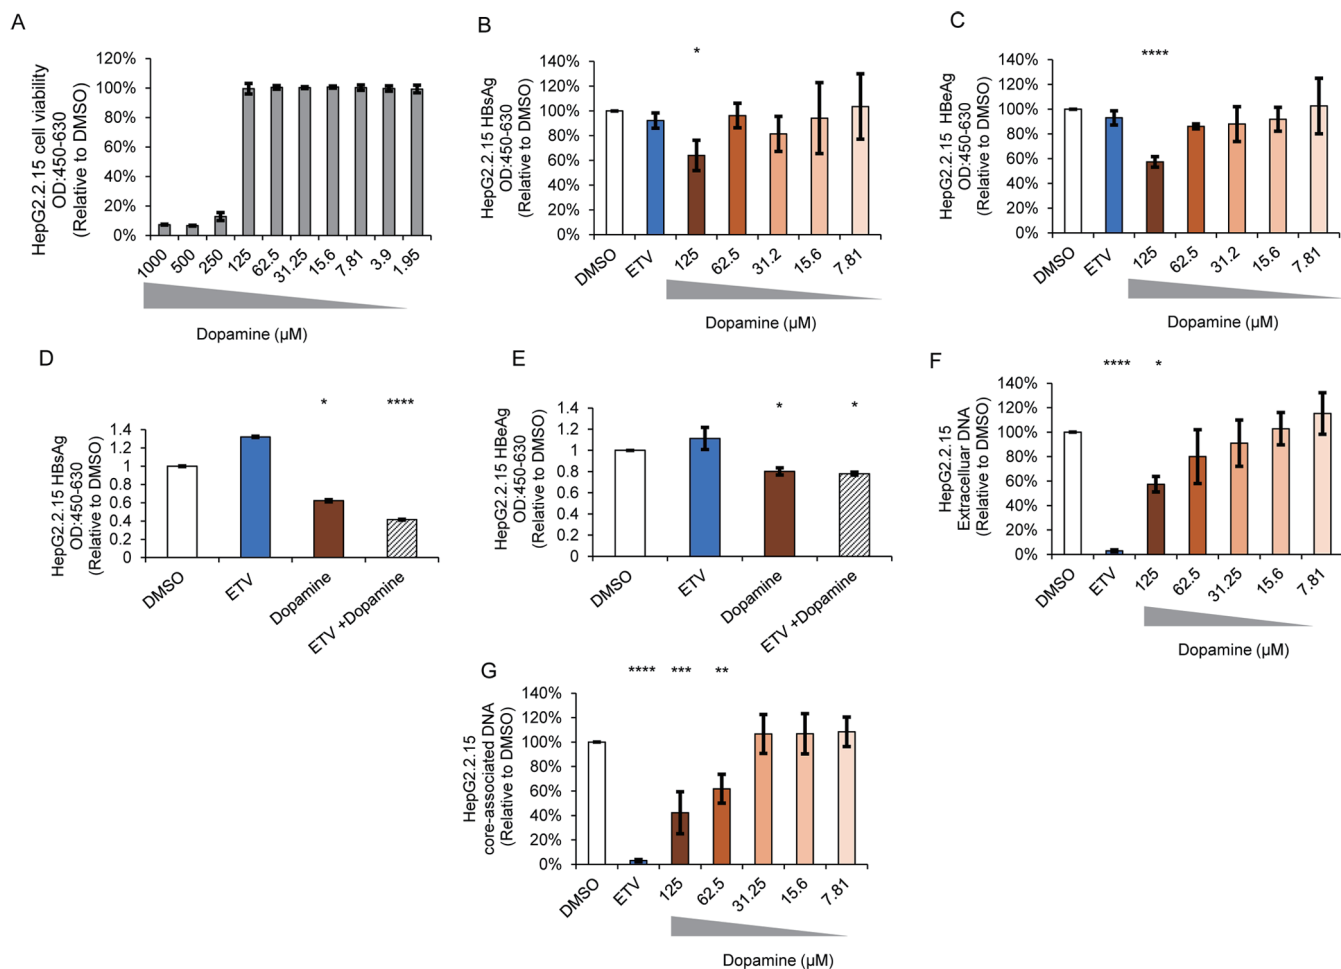 A
HepG2.2.15 cell viability
OD:450-630
(Relative to DMSO)
120%
100%
80%
60%
40%
20%
0%
1000 500 250 125 62.5 31.25 15.6 7.81 3.9 1.95
Dopamine (µM)
B
*
HepG2.2.15 HBsAg
OD:450-630
(Relative to DMSO)
140%
120%
100%
80%
60%
40%
20%
0%
DMSO ETV 125 62.5 31.2 15.6 7.81
Dopamine (µM)
C
****
HepG2.2.15 HBeAg
OD:450-630
(Relative to DMSO)
140%
120%
100%
80%
60%
40%
20%
0%
DMSO ETV 125 62.5 31.2 15.6 7.81
Dopamine (µM)
D
* ****
HepG2.2.15 HBsAg
OD:450-630
(Relative to DMSO)
1.4
1.2
1
0.8
0.6
0.4
0.2
0
DMSO ETV Dopamine ETV +Dopamine
E
* *
HepG2.2.15 HBeAg
OD:450-630
(Relative to DMSO)
1.4
1.2
1
0.8
0.6
0.4
0.2
0
DMSO ETV Dopamine ETV +Dopamine
F
**** *
HepG2.2.15
Extracelluar DNA
(Relative to DMSO)
140%
120%
100%
80%
60%
40%
20%
0%
DMSO ETV 125 62.5 31.25 15.6 7.81
Dopamine (µM)
G
**** *** **
HepG2.2.15
core-associated DNA
(Relative to DMSO)
140%
120%
100%
80%
60%
40%
20%
0%
DMSO ETV 125 62.5 31.25 15.6 7.81
Dopamine (µM)